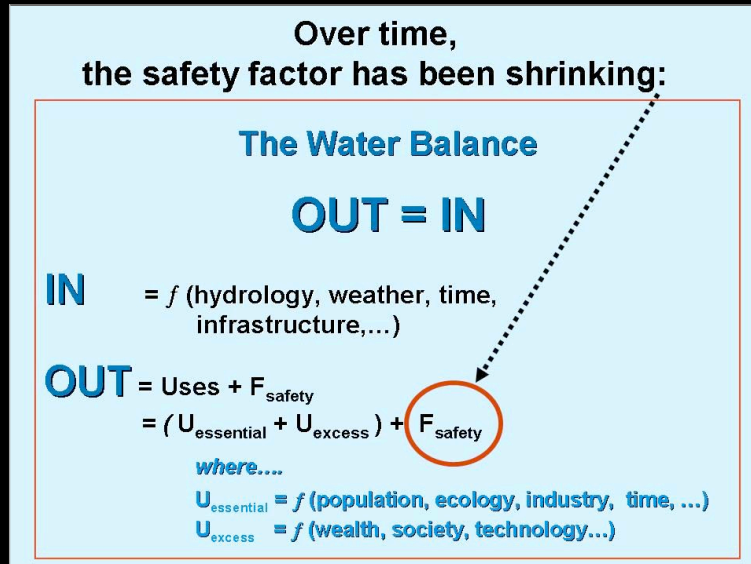 Over time,
the safety factor has been shrinking:
The Water Balance
OUT = IN
IN = f (hydrology, weather, time,
infrastructure,...)
OUT = Uses + Fsafety
= (Uessential + Uexcess ) + Fsafety
where....
Uessential = f (population, ecology, industry, time, ...)
Uexcess = f (wealth, society, technology...)